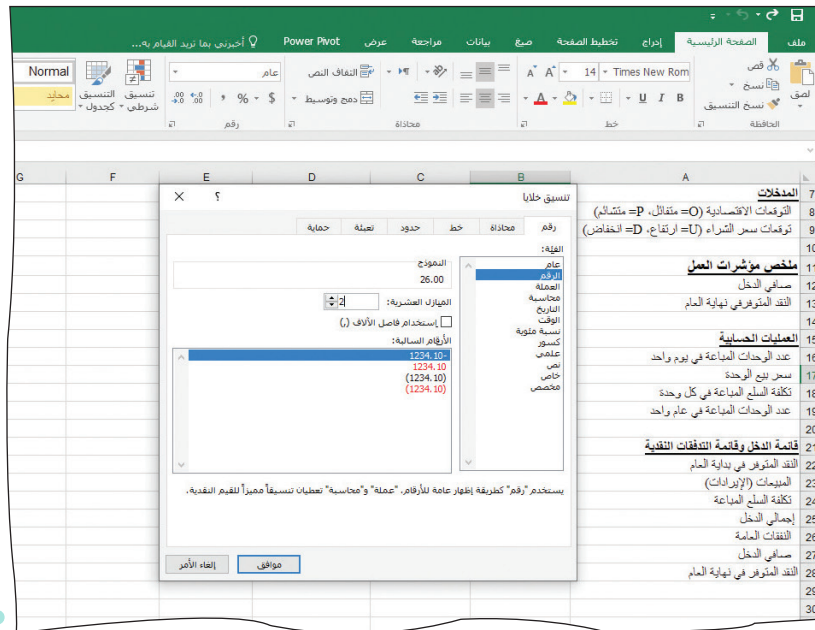 ملف الصفحة الرئيسية إدراج تخطيط الصفحة صيغ بيانات مراجعة عرض Power Pivot أخبرني بما تريد القيام به...
لصق
قص
نسخ
نسخ التنسيق
الحافظة
Times New Rom 14
B I U
خط
التفاف النص
دمج وتوسيط
محاذاة
عام
$ % ,
رقم
تنسيق شرطي
التنسيق كجدول
Normal
محايد
A B C D E F G
7 المدخلات
8 التوقعات الاقتصادية (O= متفائل، P= متشائم)
9 توقعات سعر الشراء (U= ارتفاع، D= انخفاض)
10
11 ملخص مؤشرات العمل
12 صافي الدخل
13 النقد المتوفرفي نهاية العام
14
15 العمليات الحسابية
16 عدد الوحدات المباعة في يوم واحد
17 سعر بيع الوحدة
18 تكلفة السلع المباعة في كل وحدة
19 عدد الوحدات المباعة في عام واحد
20
21 قائمة الدخل وقائمة التدفقات النقدية
22 النقد المتوفر في بداية العام
23 المبيعات (الإيرادات)
24 تكلفة السلع المباعة
25 إجمالي الدخل
26 النفقات العامة
27 صافي الدخل
28 النقد المتوفر في نهاية العام
29
30
تنسيق خلايا ؟
رقم محاذاة خط حدود تعبئة حماية
الفئة:
عام
الرقم
العملة
محاسبة
التاريخ
الوقت
نسبة مئوية
كسور
علمي
نص
خاص
مخصص
النموذج
26.00
المنازل العشرية: 2
إستخدام فاصل الآلاف (,)
الأرقام السالبة:
1234.10-
1234.10
(1234.10)
(1234.10)
يستخدم "رقم" كطريقة إظهار عامة للأرقام. "عملة" و"محاسبة" تعطيان تنسيقاً مميزاً للقيم النقدية.
موافق
إلغاء الأمر